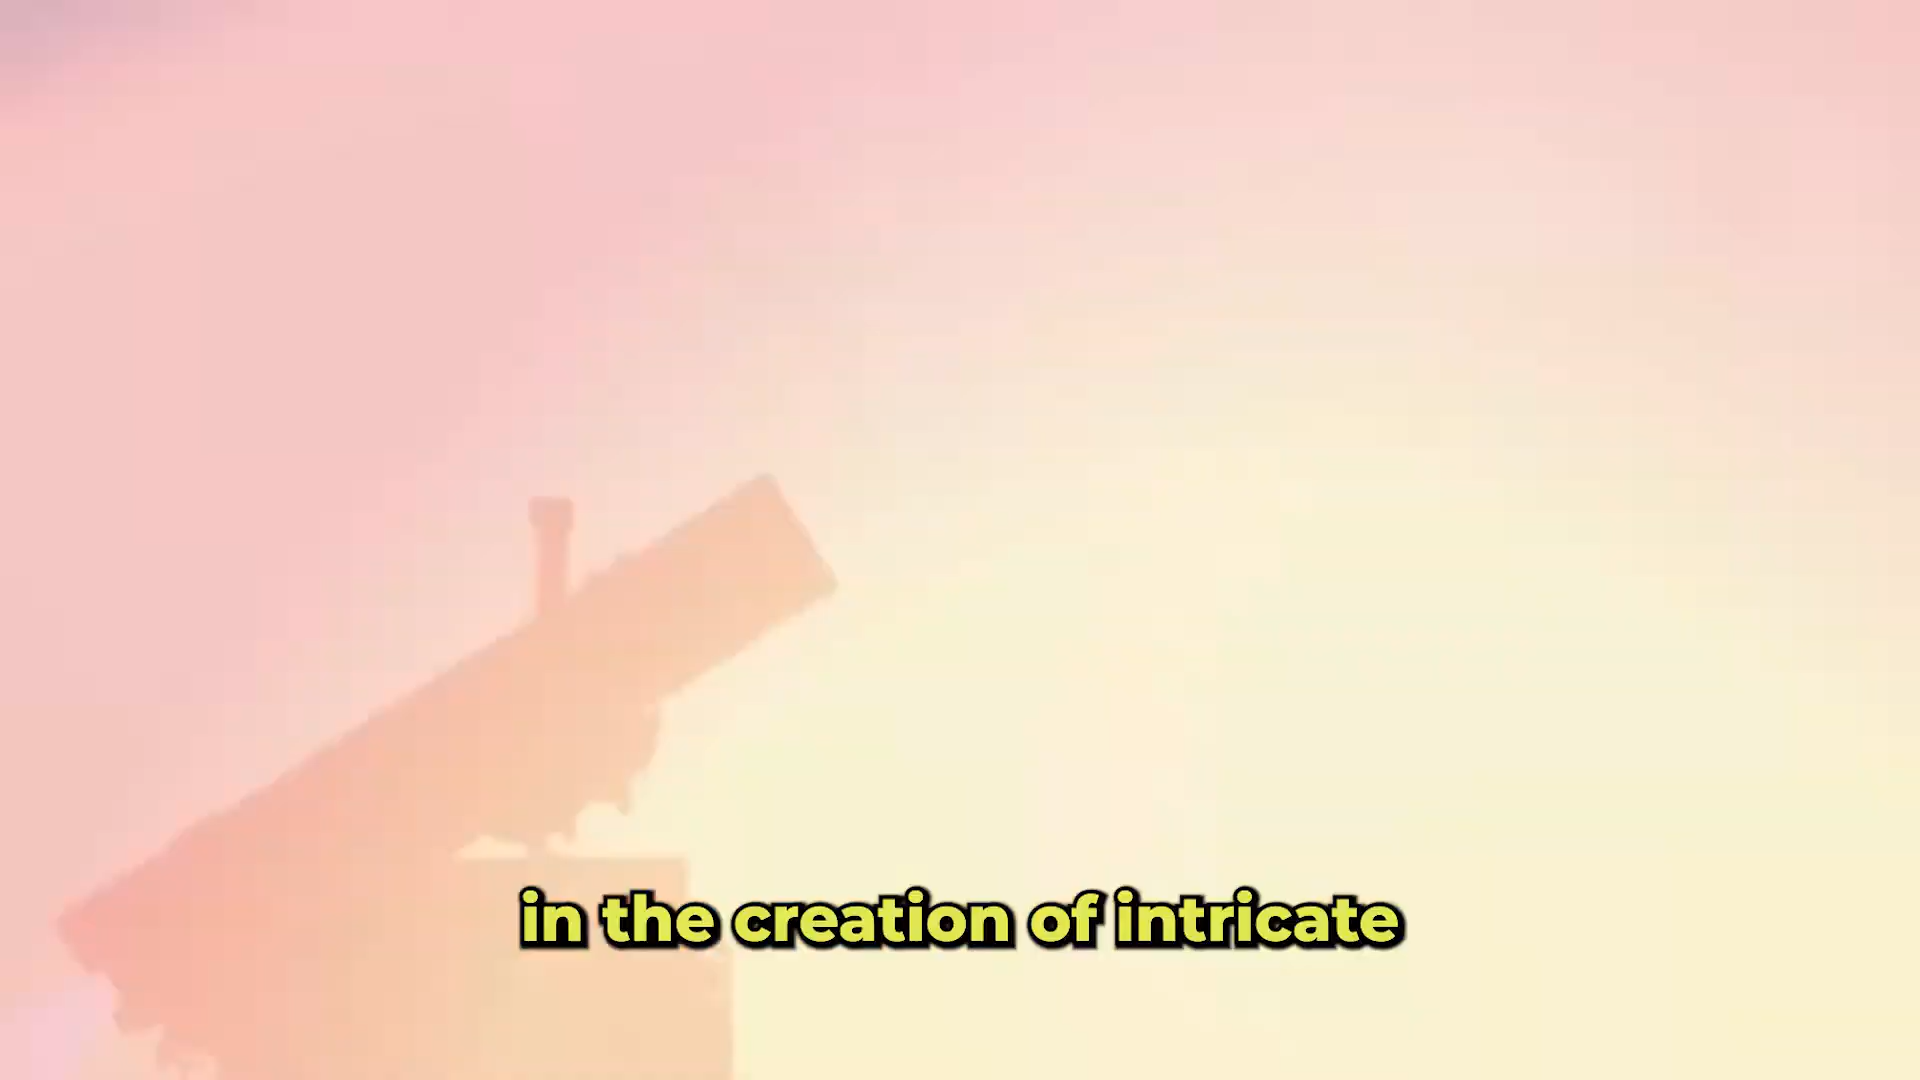 in the creation of intricate